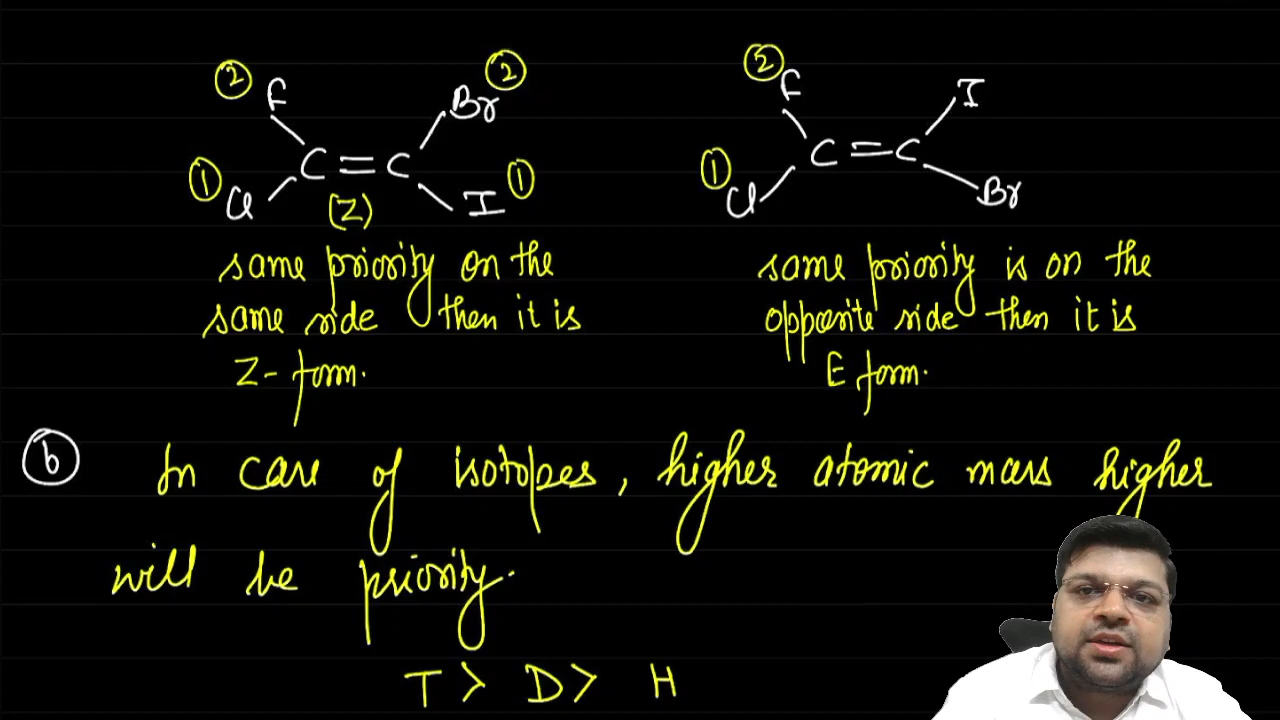 ② F Br ②
① Cl C = C I ①
(Z)
same priority on the
same side then it is
Z- form.
② F I
① Cl C = C Br
same priority is on the
opposite side then it is
E form.
ⓑ In case of isotopes, higher atomic mass higher
will be priority.
T > D > H